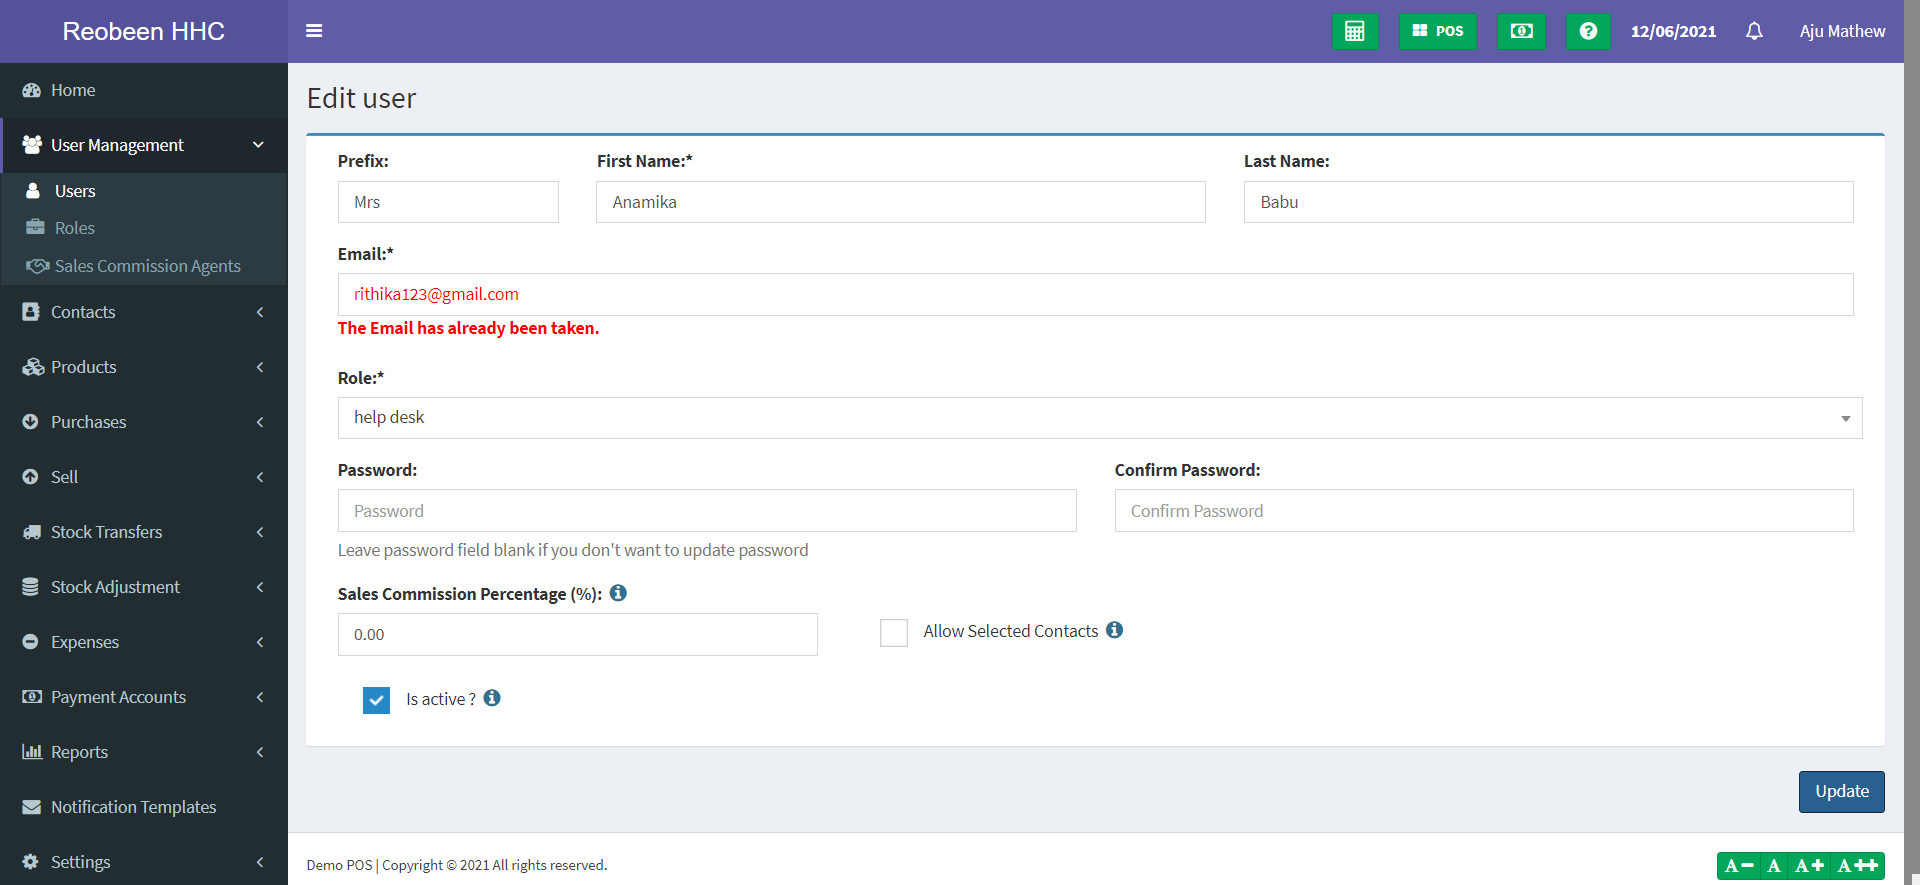 Reobeen HHC
POS
12/06/2021
Aju Mathew
Home
User Management
Users
Roles
Sales Commission Agents
Contacts
Products
Purchases
Sell
Stock Transfers
Stock Adjustment
Expenses
Payment Accounts
Reports
Notification Templates
Settings
Edit user
Prefix:
First Name:*
Last Name:
Mrs
Anamika
Babu
Email:*
rithika123@gmail.com
The Email has already been taken.
Role:*
help desk
Password:
Confirm Password:
Password
Confirm Password
Leave password field blank if you don't want to update password
Sales Commission Percentage (%):
0.00
Allow Selected Contacts
Is active ?
Update
Demo POS | Copyright © 2021 All rights reserved.
A- A A+ A++